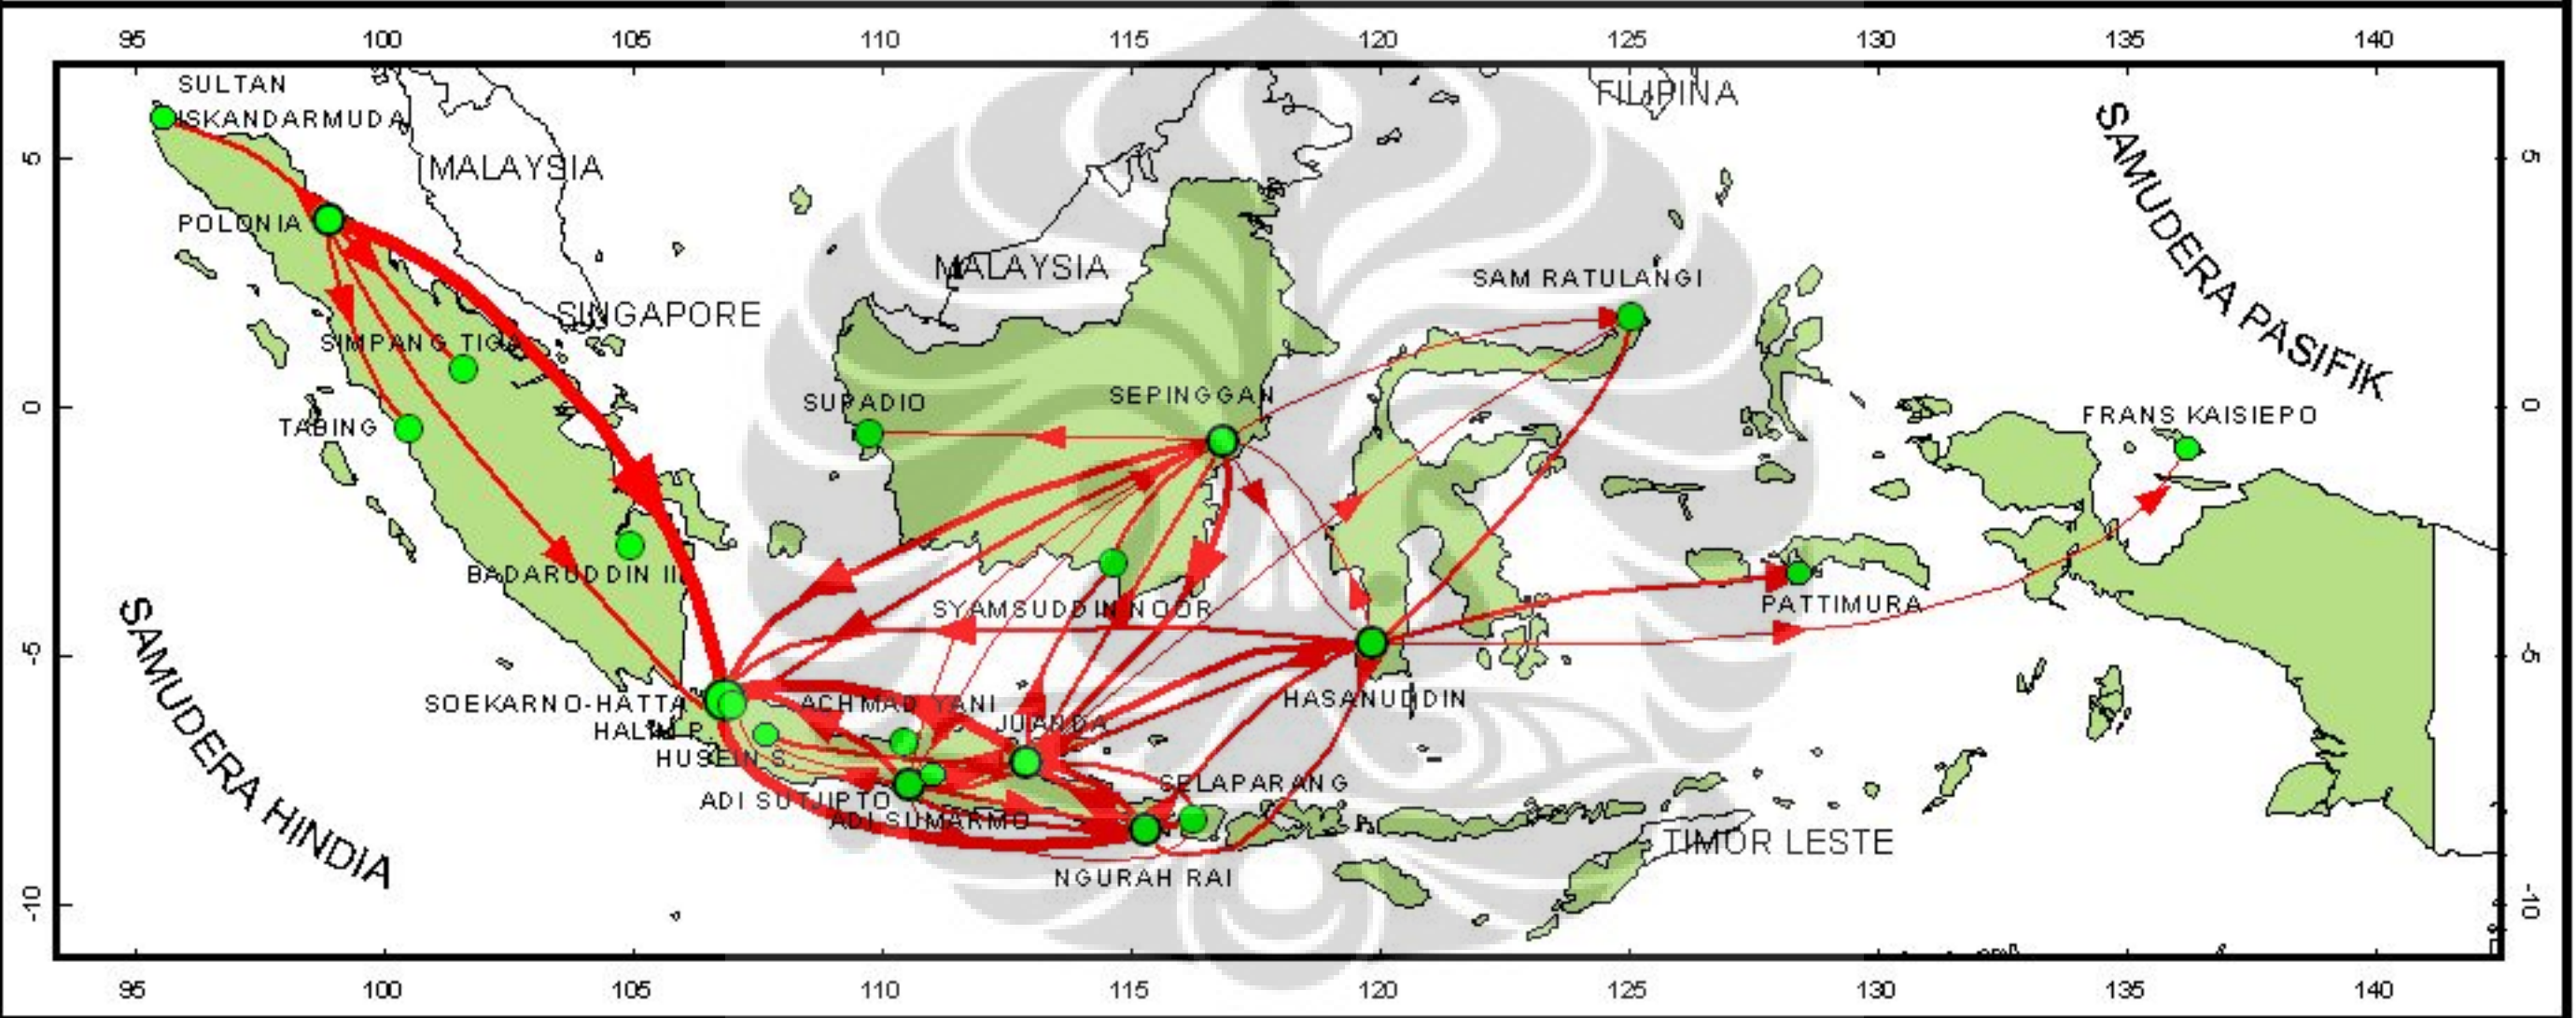 95 100 105 110 115 120 125 130 135 140
SULTAN
ISKANDARMUDA
FILIPINA
SAMUDERA PASIFIK
5
5
MALAYSIA
POLONIA
MALAYSIA
SAM RATULANGI
SINGAPORE
SIMPANG TIGA
SEPINGGAN
SUPADIO
0
0
FRANS KAISIEPO
TABING
BADARUDDIN II
SYAMSUDDIN NOOR
PATTIMURA
SAMUDERA HINDIA
-5
-5
SOEKARNO-HATTA
ACHMAD YANI
HASANUDDIN
HALIM P.
JUANDA
HUSEIN S.
SELAPARANG
ADI SUTJIPTO
ADI SUMARMO
TIMOR LESTE
NGURAH RAI
-10
-10
95 100 105 110 115 120 125 130 135 140